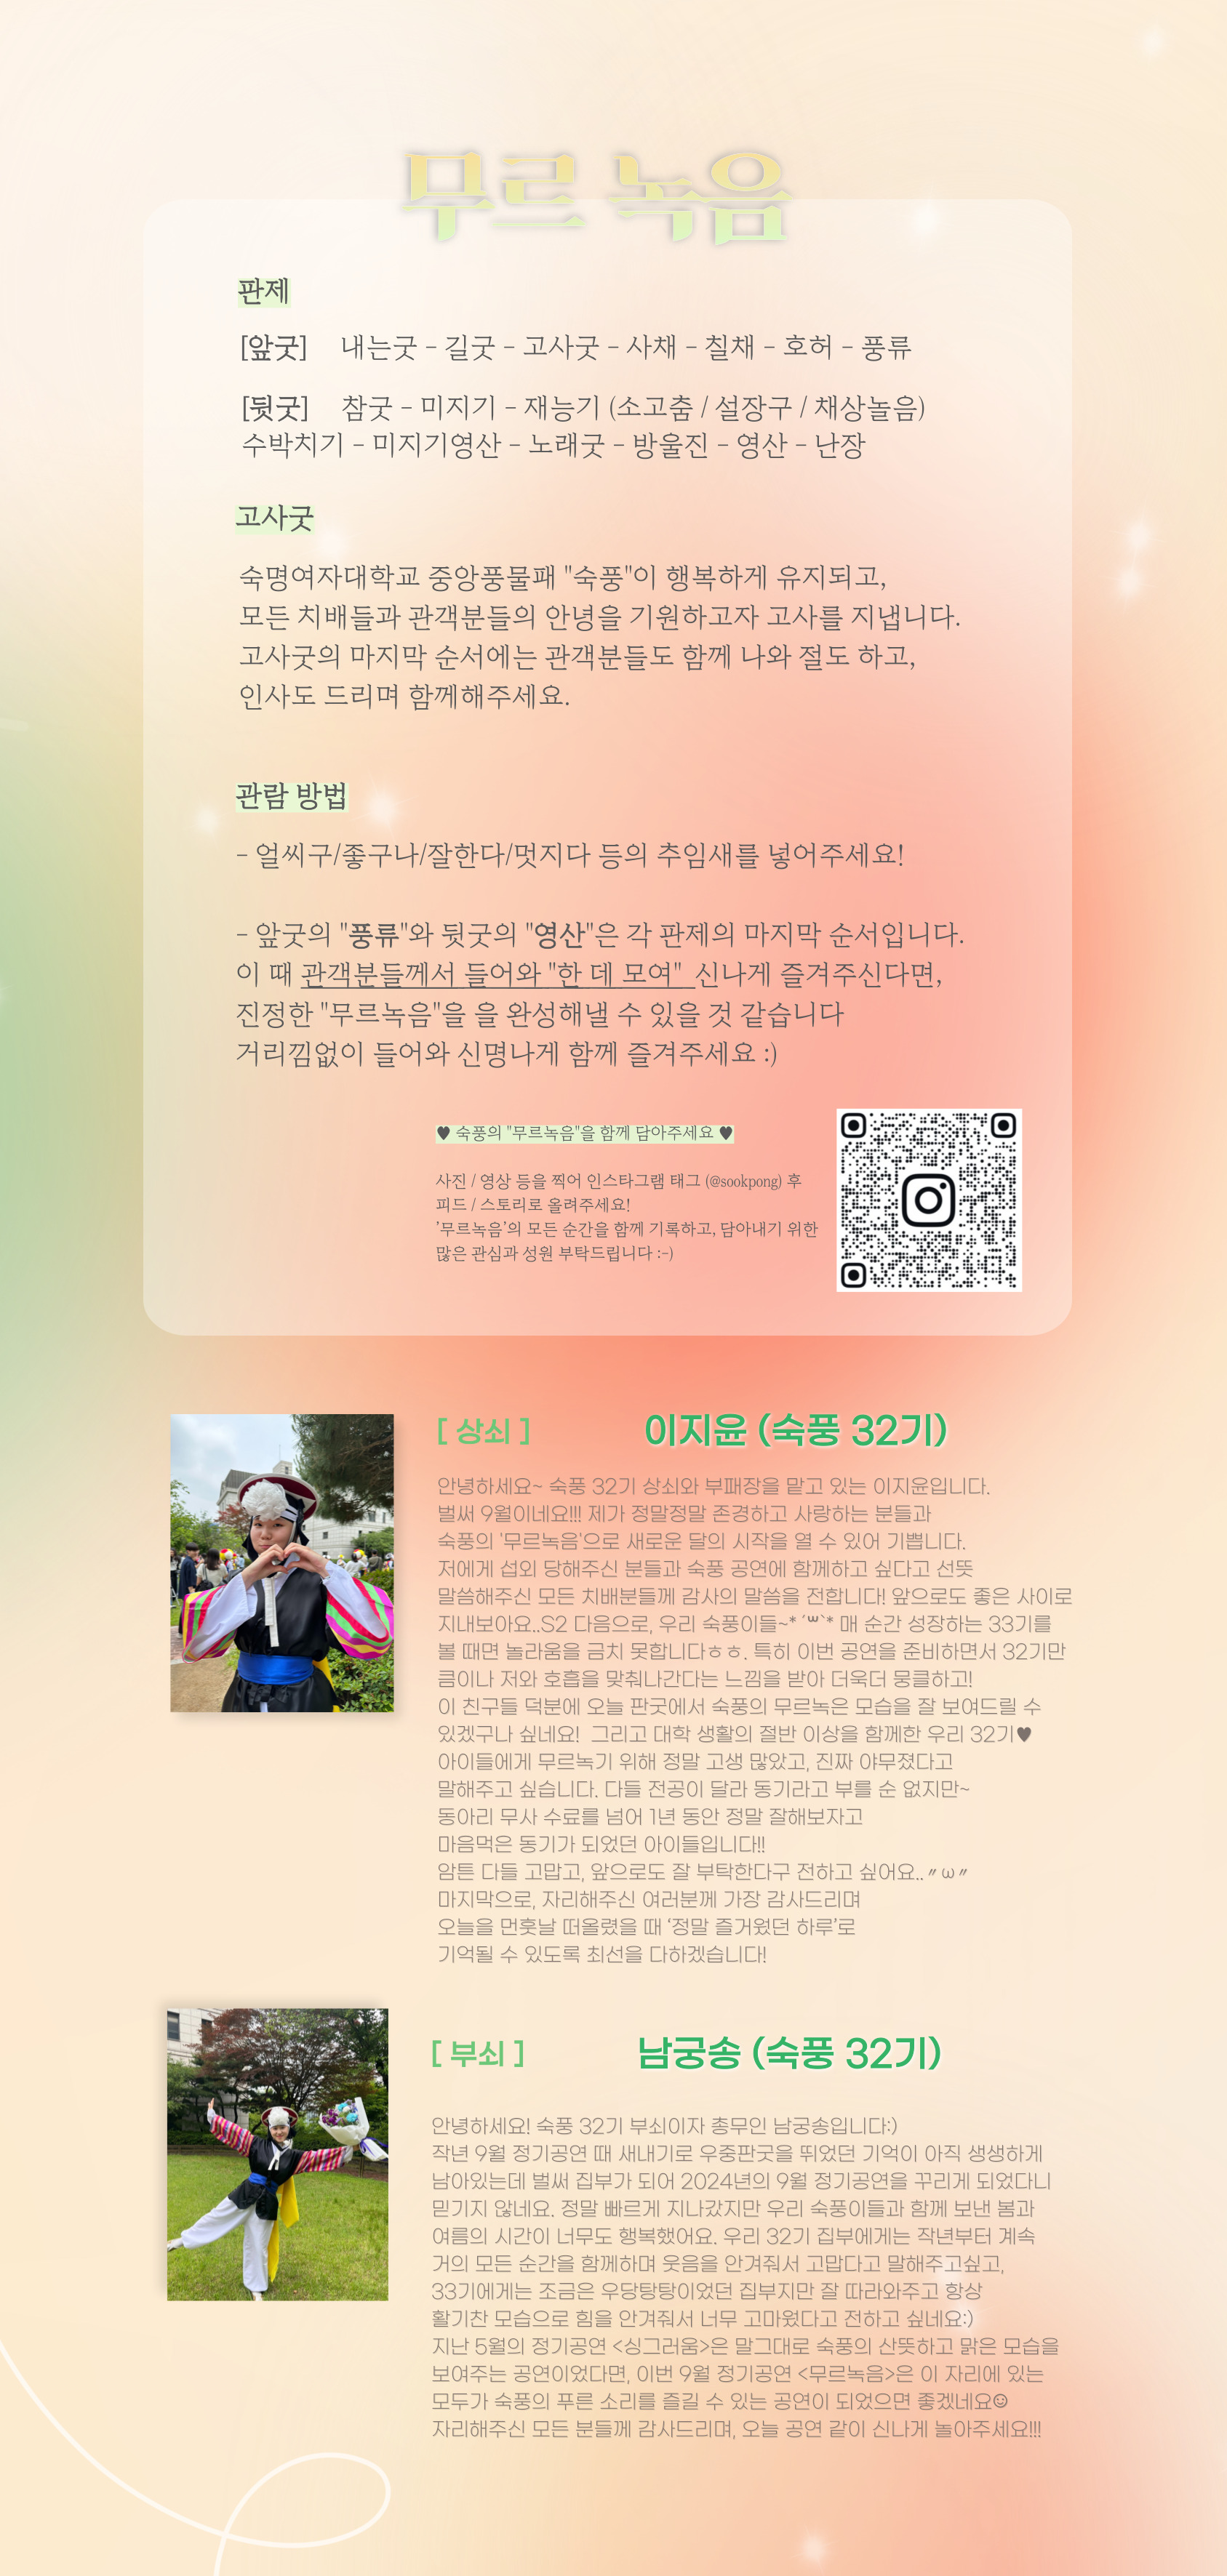 무르 녹음
판제
[앞굿] 내는굿 - 길굿 - 고사굿 - 사채 - 칠채 - 호허 - 풍류
[뒷굿] 참굿 - 미지기 - 재능기 (소고춤 / 설장구 / 채상놀음)
수박치기 - 미지기영산 - 노래굿 - 방울진 - 영산 - 난장
고사굿
숙명여자대학교 중앙풍물패 "숙풍"이 행복하게 유지되고,
모든 치배들과 관객분들의 안녕을 기원하고자 고사를 지냅니다.
고사굿의 마지막 순서에는 관객분들도 함께 나와 절도 하고,
인사도 드리며 함께해주세요.
관람 방법
- 얼씨구/좋구나/잘한다/멋지다 등의 추임새를 넣어주세요!
- 앞굿의 "풍류"와 뒷굿의 "영산"은 각 판제의 마지막 순서입니다.
이 때 관객분들께서 들어와 "한 데 모여" 신나게 즐겨주신다면,
진정한 "무르녹음"을 을 완성해낼 수 있을 것 같습니다
거리낌없이 들어와 신명나게 함께 즐겨주세요 :)
♥ 숙풍의 "무르녹음"을 함께 담아주세요 ♥
사진 / 영상 등을 찍어 인스타그램 태그 (@sookpong) 후
피드 / 스토리로 올려주세요!
'무르녹음'의 모든 순간을 함께 기록하고, 담아내기 위한
많은 관심과 성원 부탁드립니다 :-)
[ 상쇠 ] 이지윤 (숙풍 32기)
안녕하세요~ 숙풍 32기 상쇠와 부패장을 맡고 있는 이지윤입니다.
벌써 9월이네요!!! 제가 정말정말 존경하고 사랑하는 분들과
숙풍의 '무르녹음'으로 새로운 달의 시작을 열 수 있어 기쁩니다.
저에게 섭외 당해주신 분들과 숙풍 공연에 함께하고 싶다고 선뜻
말씀해주신 모든 치배분들께 감사의 말씀을 전합니다! 앞으로도 좋은 사이로
지내보아요..S2 다음으로, 우리 숙풍이들~*´꒳`* 매 순간 성장하는 33기를
볼 때면 놀라움을 금치 못합니다ㅎㅎ. 특히 이번 공연을 준비하면서 32기만
큼이나 저와 호흡을 맞춰나간다는 느낌을 받아 더욱더 뭉클하고!
이 친구들 덕분에 오늘 판굿에서 숙풍의 무르녹은 모습을 잘 보여드릴 수
있겠구나 싶네요! 그리고 대학 생활의 절반 이상을 함께한 우리 32기♥
아이들에게 무르녹기 위해 정말 고생 많았고, 진짜 야무졌다고
말해주고 싶습니다. 다들 전공이 달라 동기라고 부를 순 없지만~
동아리 무사 수료를 넘어 1년 동안 정말 잘해보자고
마음먹은 동기가 되었던 아이들입니다!!
암튼 다들 고맙고, 앞으로도 잘 부탁한다구 전하고 싶어요..〃ω〃
마지막으로, 자리해주신 여러분께 가장 감사드리며
오늘을 먼훗날 떠올렸을 때 '정말 즐거웠던 하루'로
기억될 수 있도록 최선을 다하겠습니다!
[ 부쇠 ] 남궁송 (숙풍 32기)
안녕하세요! 숙풍 32기 부쇠이자 총무인 남궁송입니다:)
작년 9월 정기공연 때 새내기로 우중판굿을 뛰었던 기억이 아직 생생하게
남아있는데 벌써 집부가 되어 2024년의 9월 정기공연을 꾸리게 되었다니
믿기지 않네요. 정말 빠르게 지나갔지만 우리 숙풍이들과 함께 보낸 봄과
여름의 시간이 너무도 행복했어요. 우리 32기 집부에게는 작년부터 계속
거의 모든 순간을 함께하며 웃음을 안겨줘서 고맙다고 말해주고싶고,
33기에게는 조금은 우당탕탕이었던 집부지만 잘 따라와주고 항상
활기찬 모습으로 힘을 안겨줘서 너무 고마웠다고 전하고 싶네요:)
지난 5월의 정기공연 <싱그러움>은 말그대로 숙풍의 산뜻하고 맑은 모습을
보여주는 공연이었다면, 이번 9월 정기공연 <무르녹음>은 이 자리에 있는
모두가 숙풍의 푸른 소리를 즐길 수 있는 공연이 되었으면 좋겠네요☺
자리해주신 모든 분들께 감사드리며, 오늘 공연 같이 신나게 놀아주세요!!!